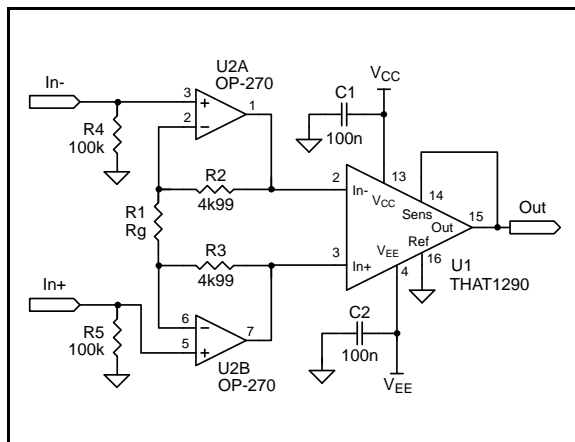 U2A
OP-270
In-
3
+
1
2
-
R4
100k
R2
4k99
R1
Rg
R3
4k99
In+
R5
100k
6
-
7
5
+
U2B
OP-270
VCC
C1
100n
13
14
2
In-
VCC
Sens
15
Out
Out
3
In+
VEE
Ref
4
16
U1
THAT1290
C2
100n
VEE